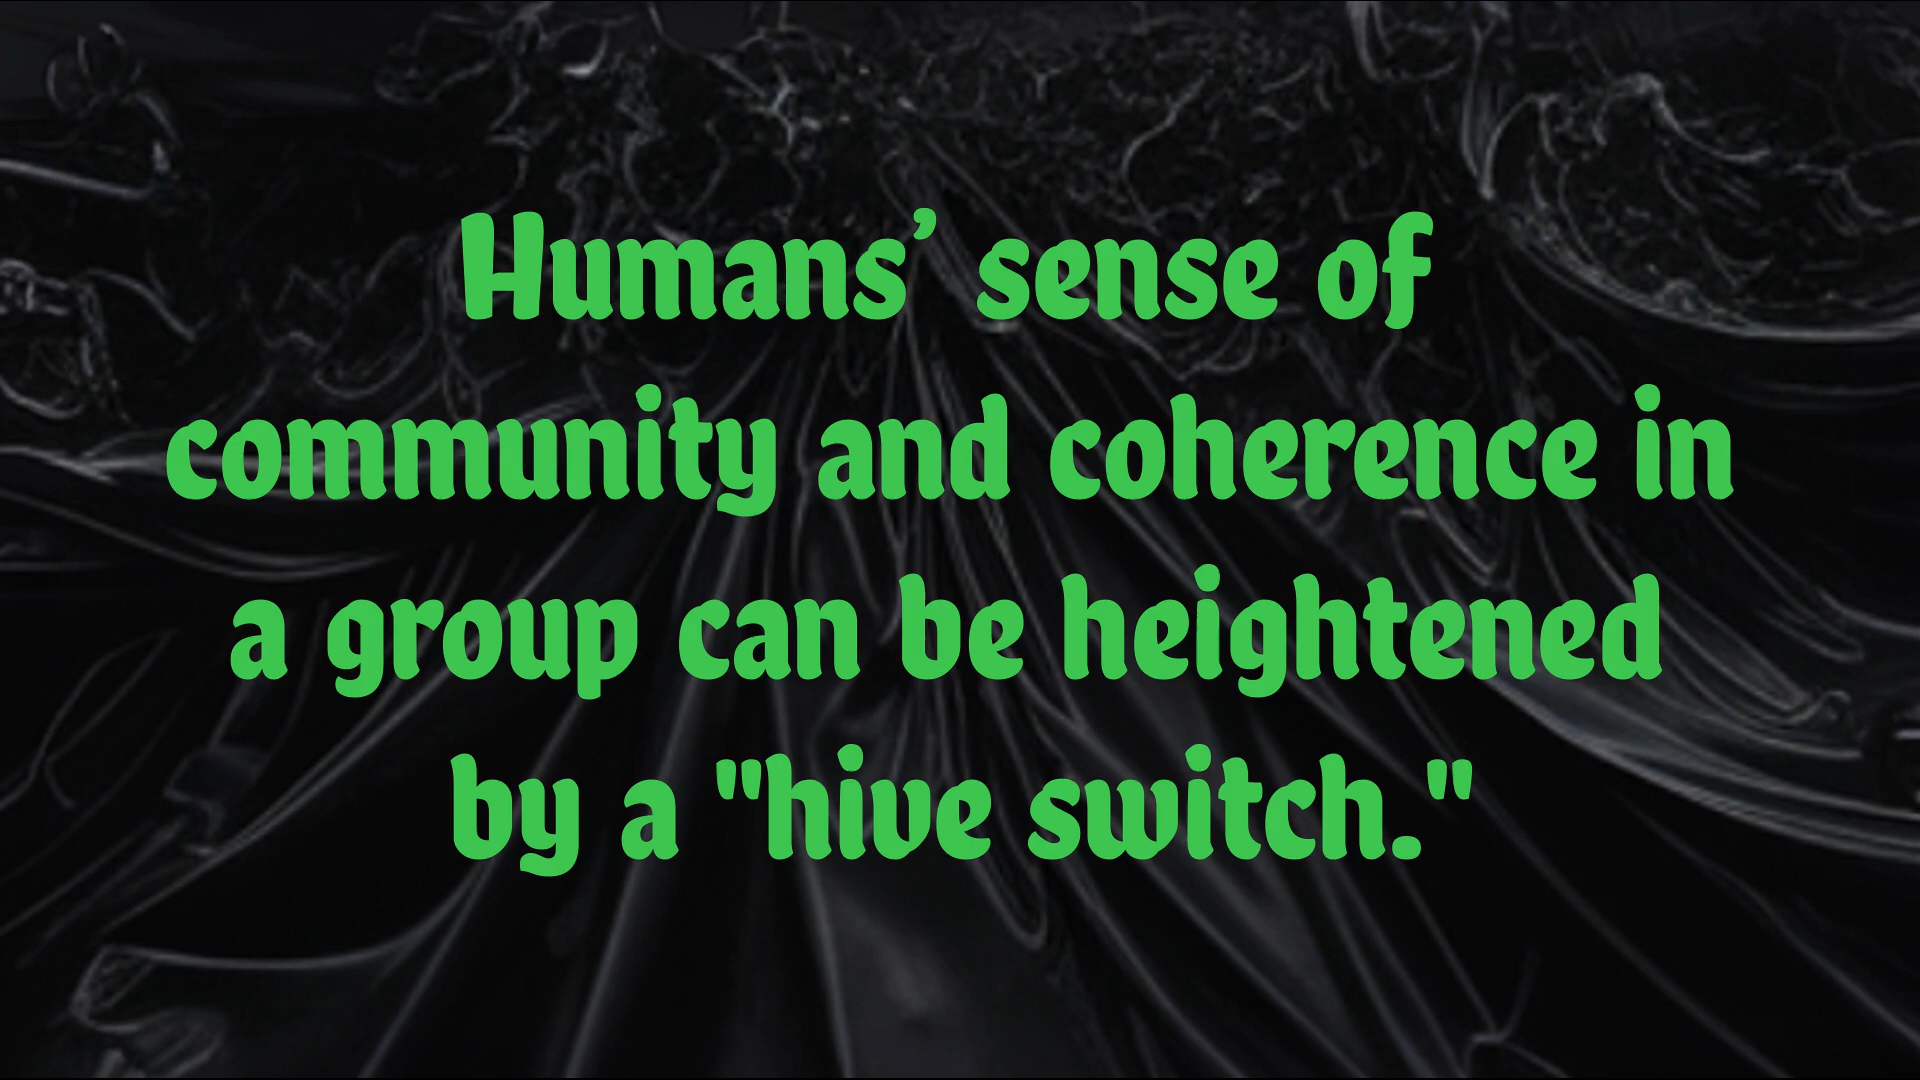 Humans’ sense of
community and coherence in
a group can be heightened
by a "hive switch."